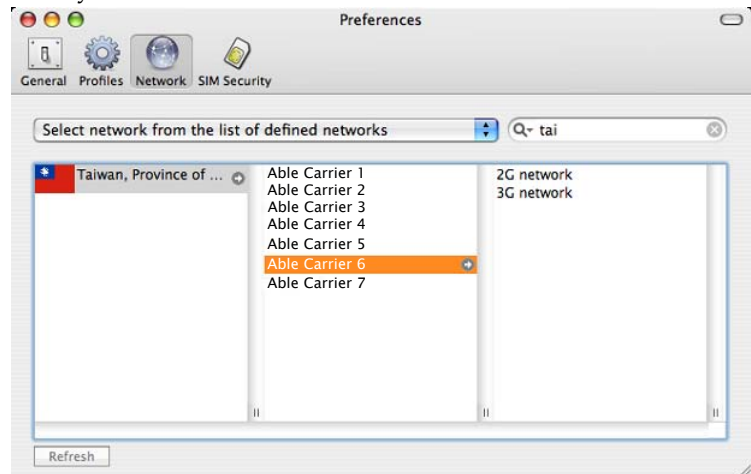 Preferences
General Profiles Network SIM Security
Select network from the list of defined networks
tai
Taiwan, Province of ...
Able Carrier 1
Able Carrier 2
Able Carrier 3
Able Carrier 4
Able Carrier 5
Able Carrier 6
Able Carrier 7
2G network
3G network
Refresh